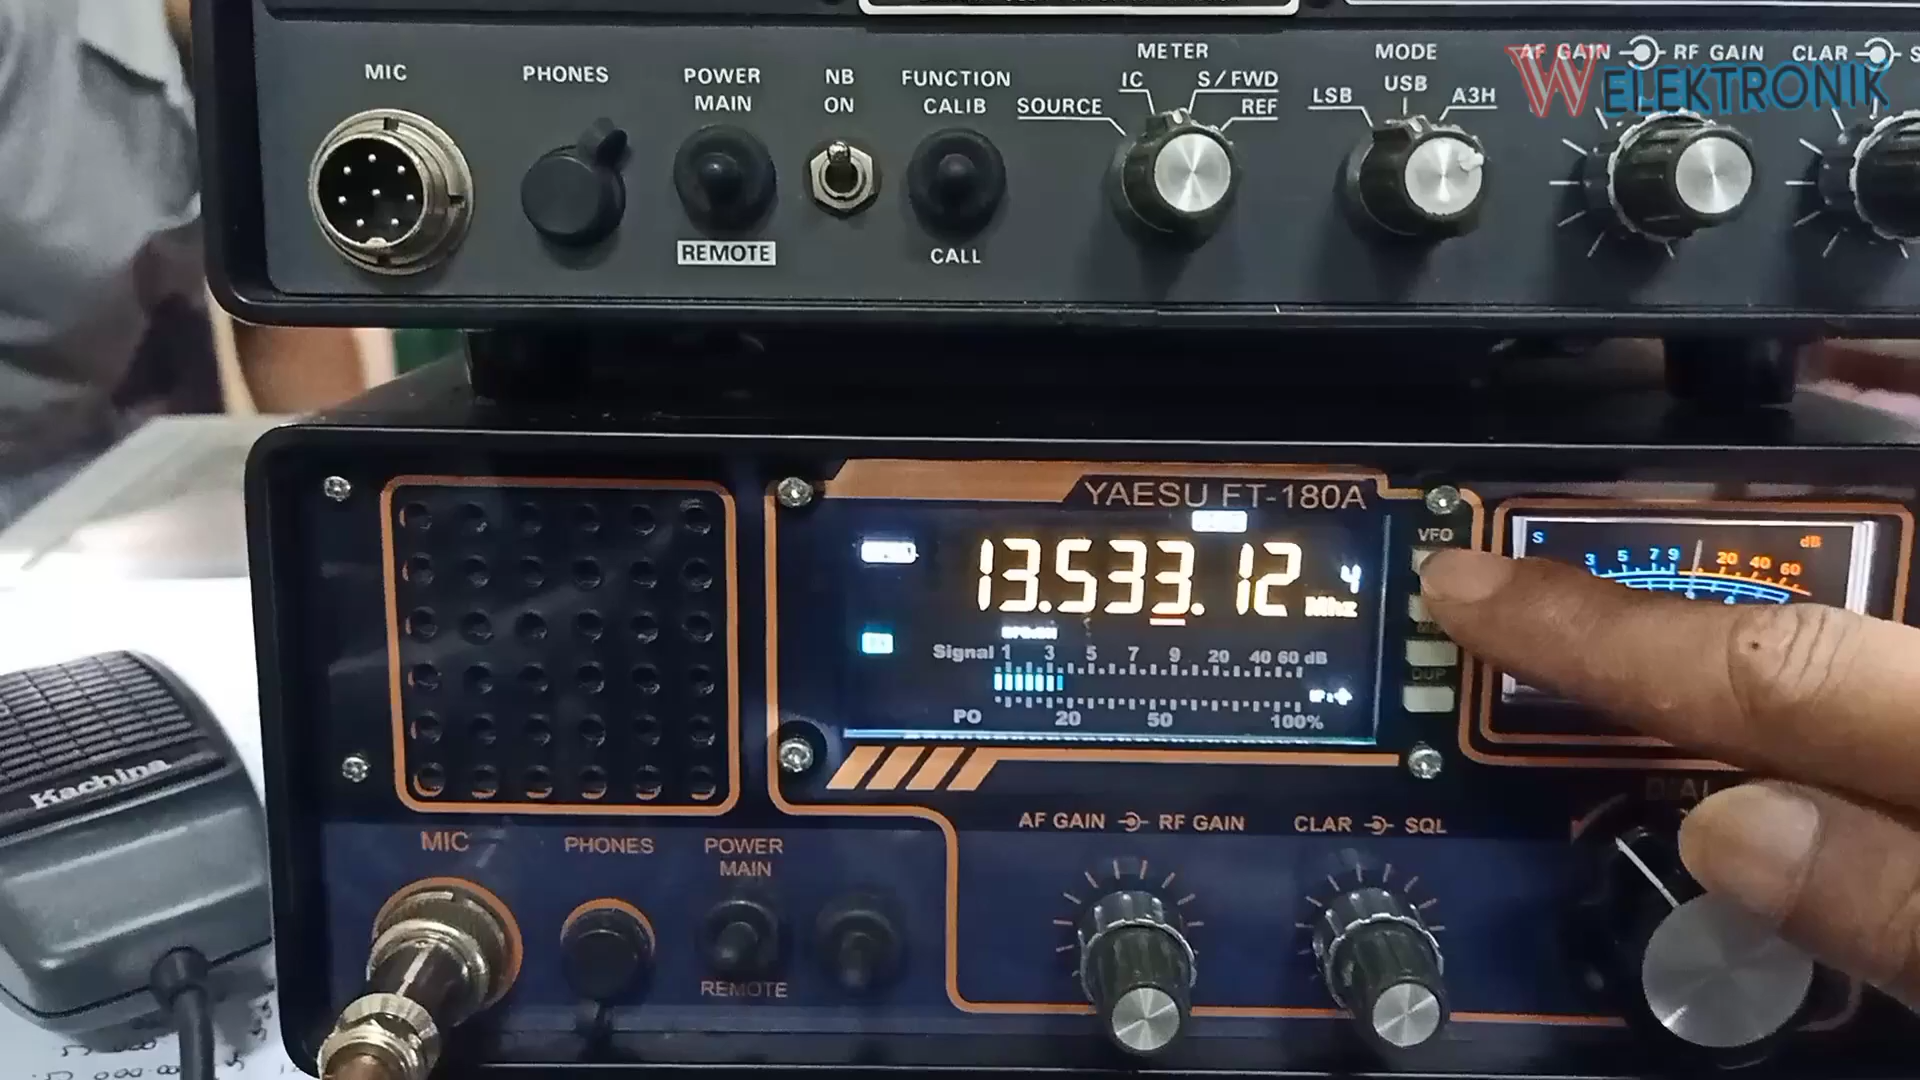 W ELEKTRONIK
MIC
PHONES
POWER
MAIN
REMOTE
NB
ON
FUNCTION
CALIB
CALL
METER
SOURCE
IC
S/FWD
REF
MODE
LSB
USB
A3H
AF GAIN RF GAIN
CLAR
YAESU FT-180A
VFO
13.533.12
Mhz
4
Signal 1 3 5 7 9 20 40 60 dB
PO 20 50 100%
DUP
S
dB
3 5 7 9 20 40 60
Kachina
MIC
PHONES
POWER
MAIN
REMOTE
AF GAIN RF GAIN
CLAR SQL
DIAL